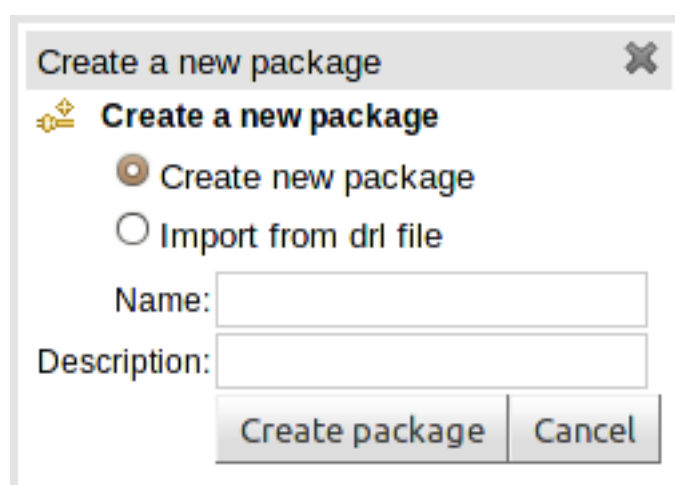 Create a new package
Create a new package
Create new package
Import from drl file
Name:
Description:
Create package Cancel